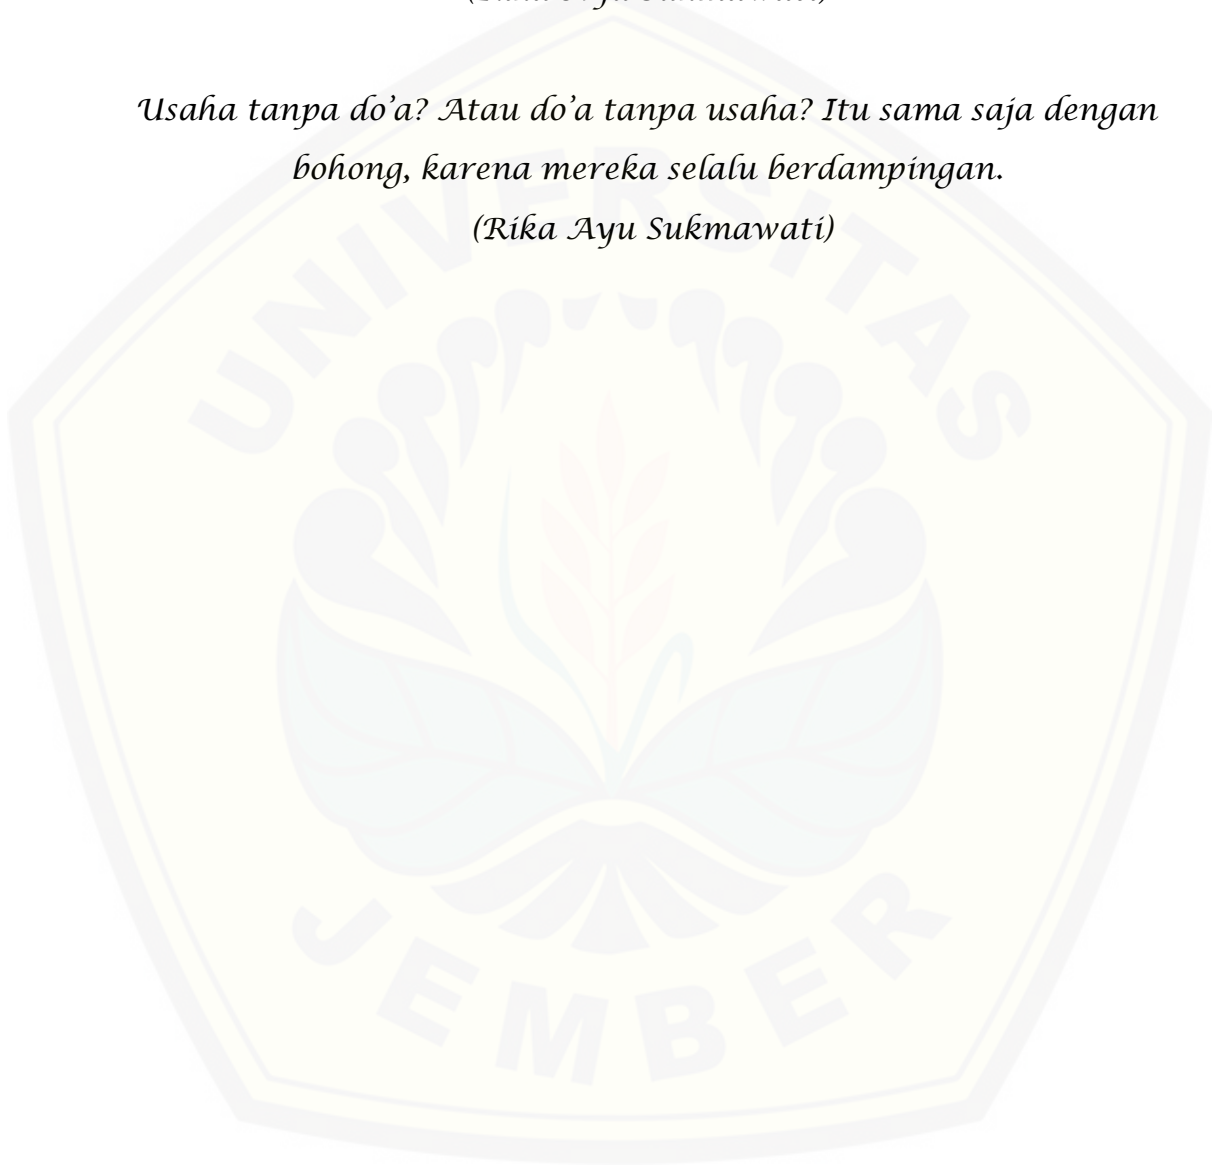 Usaha tanpa do'a? Atau do'a tanpa usaha? Itu sama saja dengan
bohong, karena mereka selalu berdampingan.
(Rika Ayu Sukmawati)
UNIVERSITAS
JEMBER